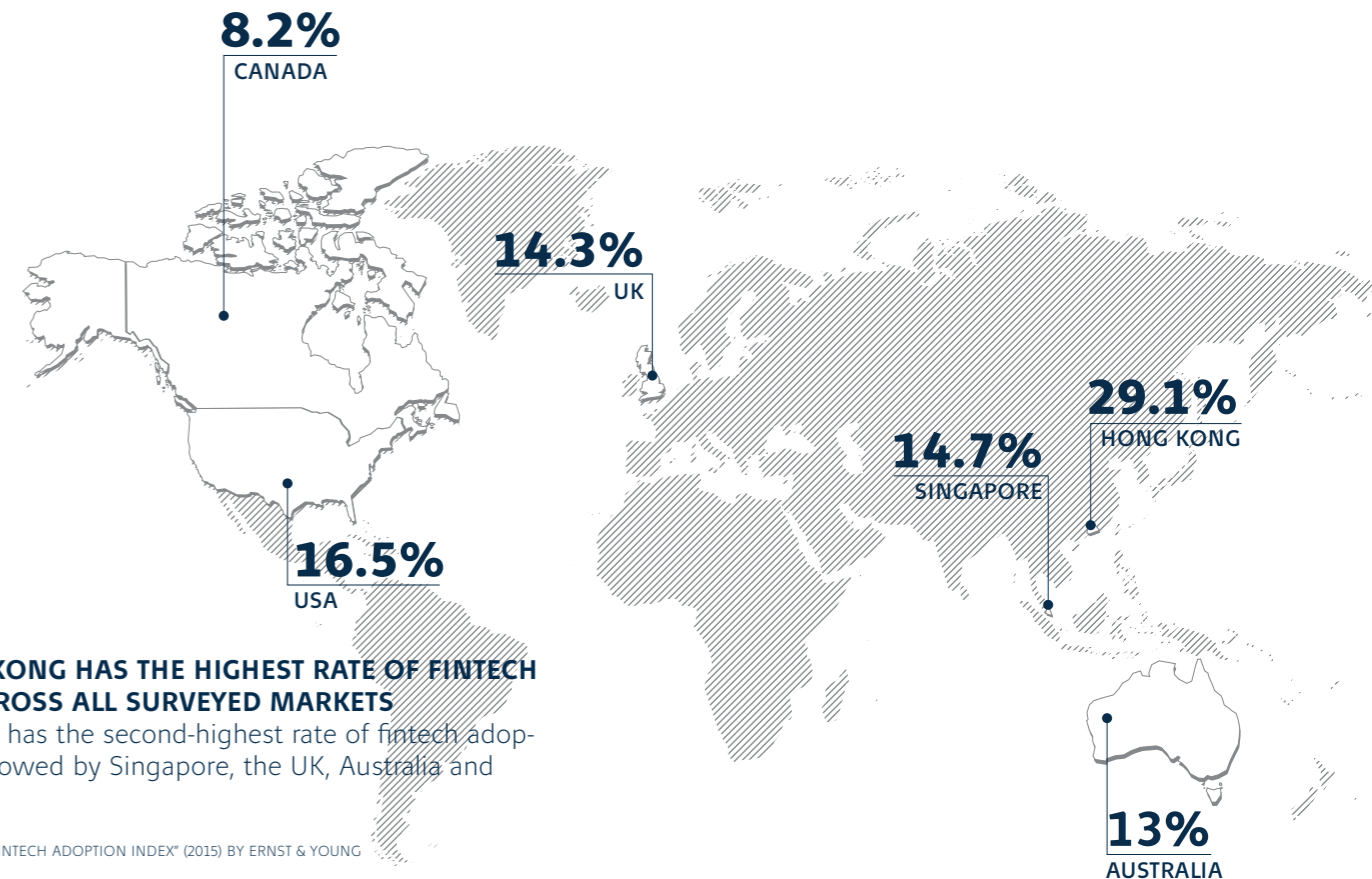 8.2%
CANADA
14.3%
UK
29.1%
HONG KONG
14.7%
SINGAPORE
16.5%
USA
KONG HAS THE HIGHEST RATE OF FINTECH
ROSS ALL SURVEYED MARKETS
has the second-highest rate of fintech adop-
owed by Singapore, the UK, Australia and
INTECH ADOPTION INDEX" (2015) BY ERNST & YOUNG
13%
AUSTRALIA